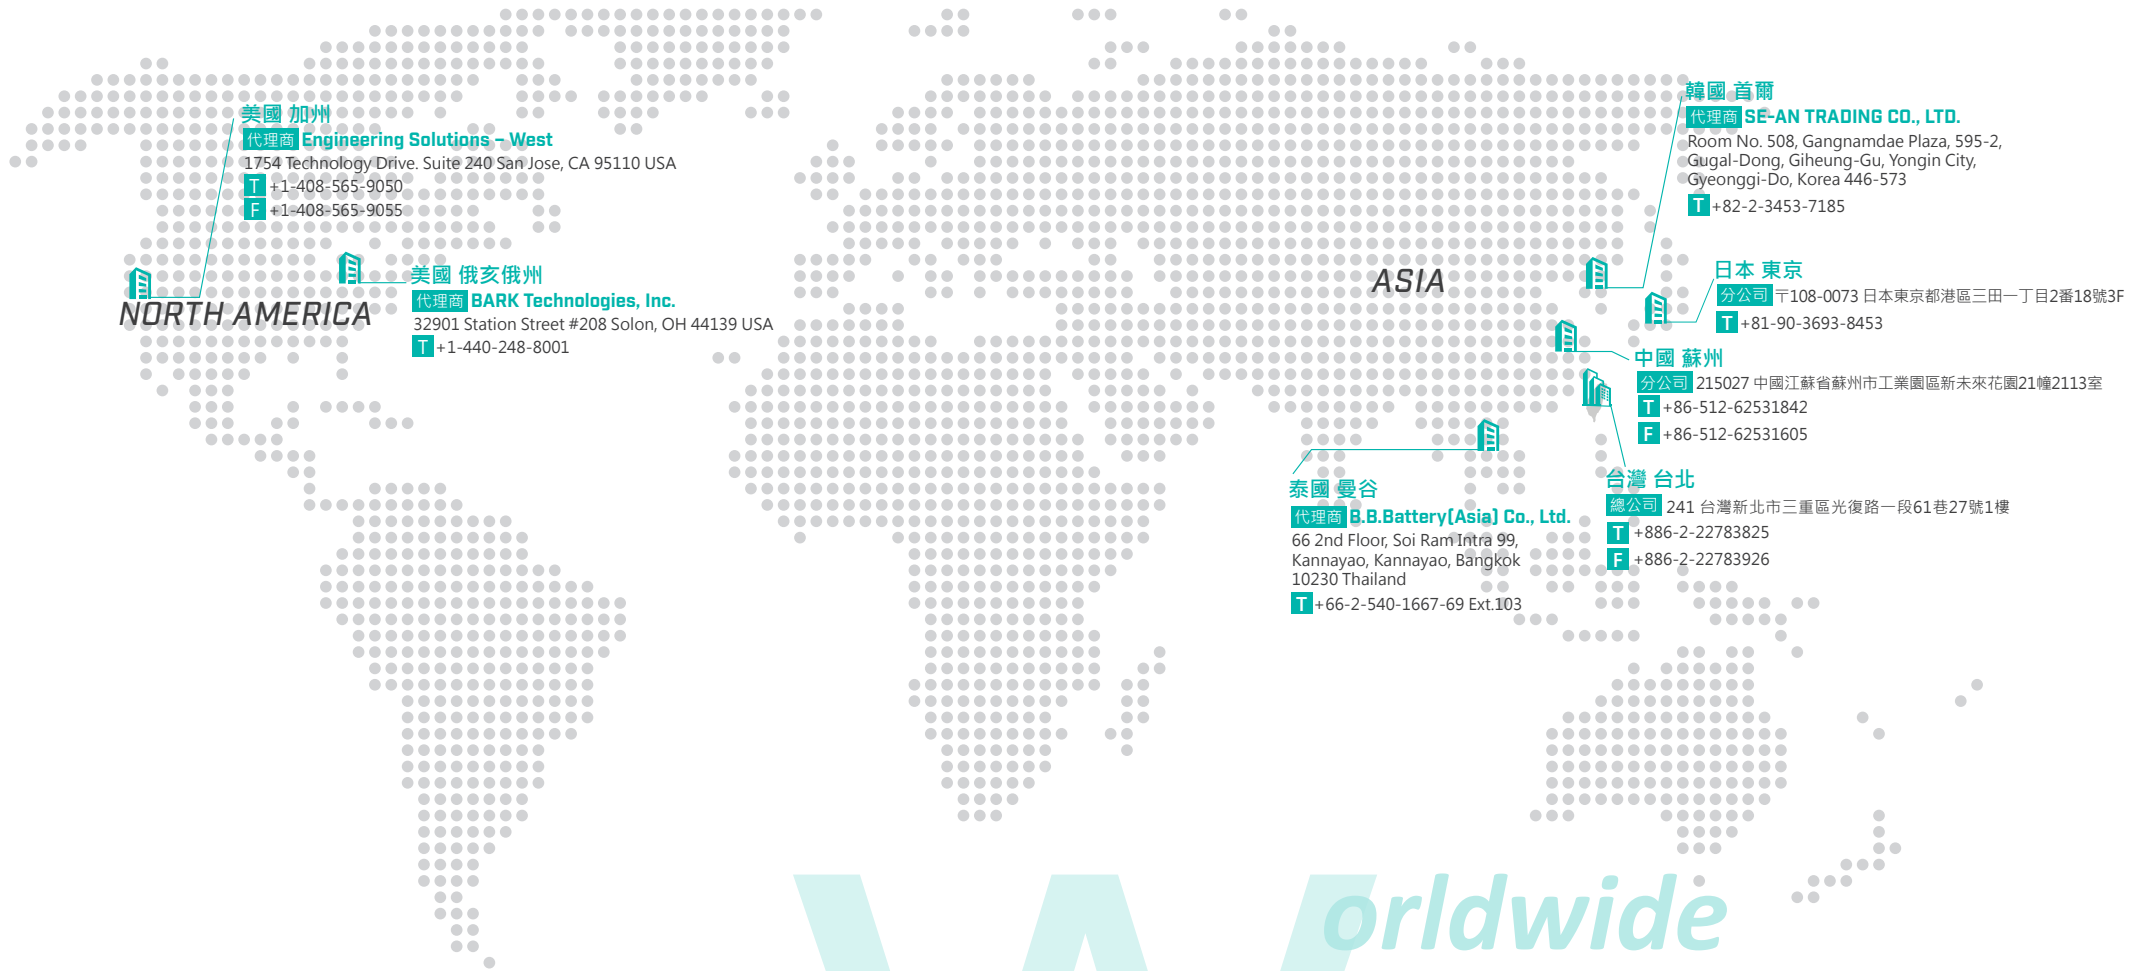 美國 加州
代理商 Engineering Solutions – West
1754 Technology Drive. Suite 240 San Jose, CA 95110 USA
T +1-408-565-9050
F +1-408-565-9055
NORTH AMERICA
美國 俄亥俄州
代理商 BARK Technologies, Inc.
32901 Station Street #208 Solon, OH 44139 USA
T +1-440-248-8001
ASIA
韓國 首爾
代理商 SE-AN TRADING CO., LTD.
Room No. 508, Gangnamdae Plaza, 595-2,
Gugal-Dong, Giheung-Gu, Yongin City,
Gyeonggi-Do, Korea 446-573
T +82-2-3453-7185
日本 東京
分公司 〒108-0073 日本東京都港區三田一丁目2番18號3F
T +81-90-3693-8453
中國 蘇州
分公司 215027 中國江蘇省蘇州市工業園區新未來花園21幢2113室
T +86-512-62531842
F +86-512-62531605
台灣 台北
總公司 241 台灣新北市三重區光復路一段61巷27號1樓
T +886-2-22783825
F +886-2-22783926
泰國 曼谷
代理商 B.B.Battery(Asia) Co., Ltd.
66 2nd Floor, Soi Ram Intra 99,
Kannayao, Kannayao, Bangkok
10230 Thailand
T +66-2-540-1667-69 Ext.103
Worldwide